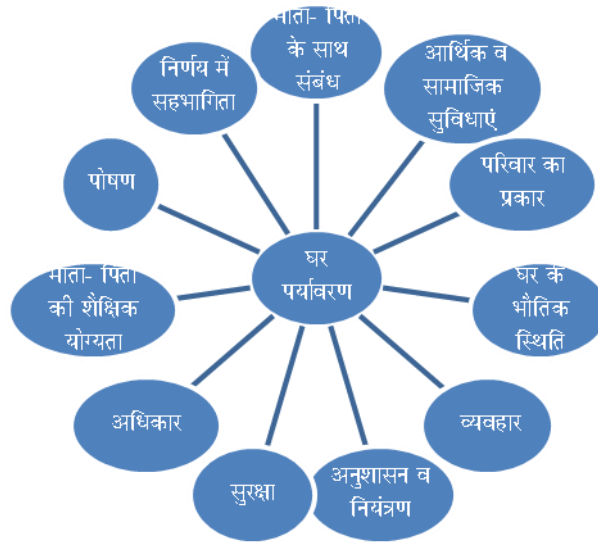 माता- पिता
के साथ
संबंध
आर्थिक व
सामाजिक
सुविधाएं
परिवार का
प्रकार
घर के
भौतिक
स्थिति
व्यवहार
अनुशासन व
नियंत्रण
सुरक्षा
अधिकार
माता- पिता
की शैक्षिक
योग्यता
पोषण
निर्णय में
सहभागिता
घर
पर्यावरण